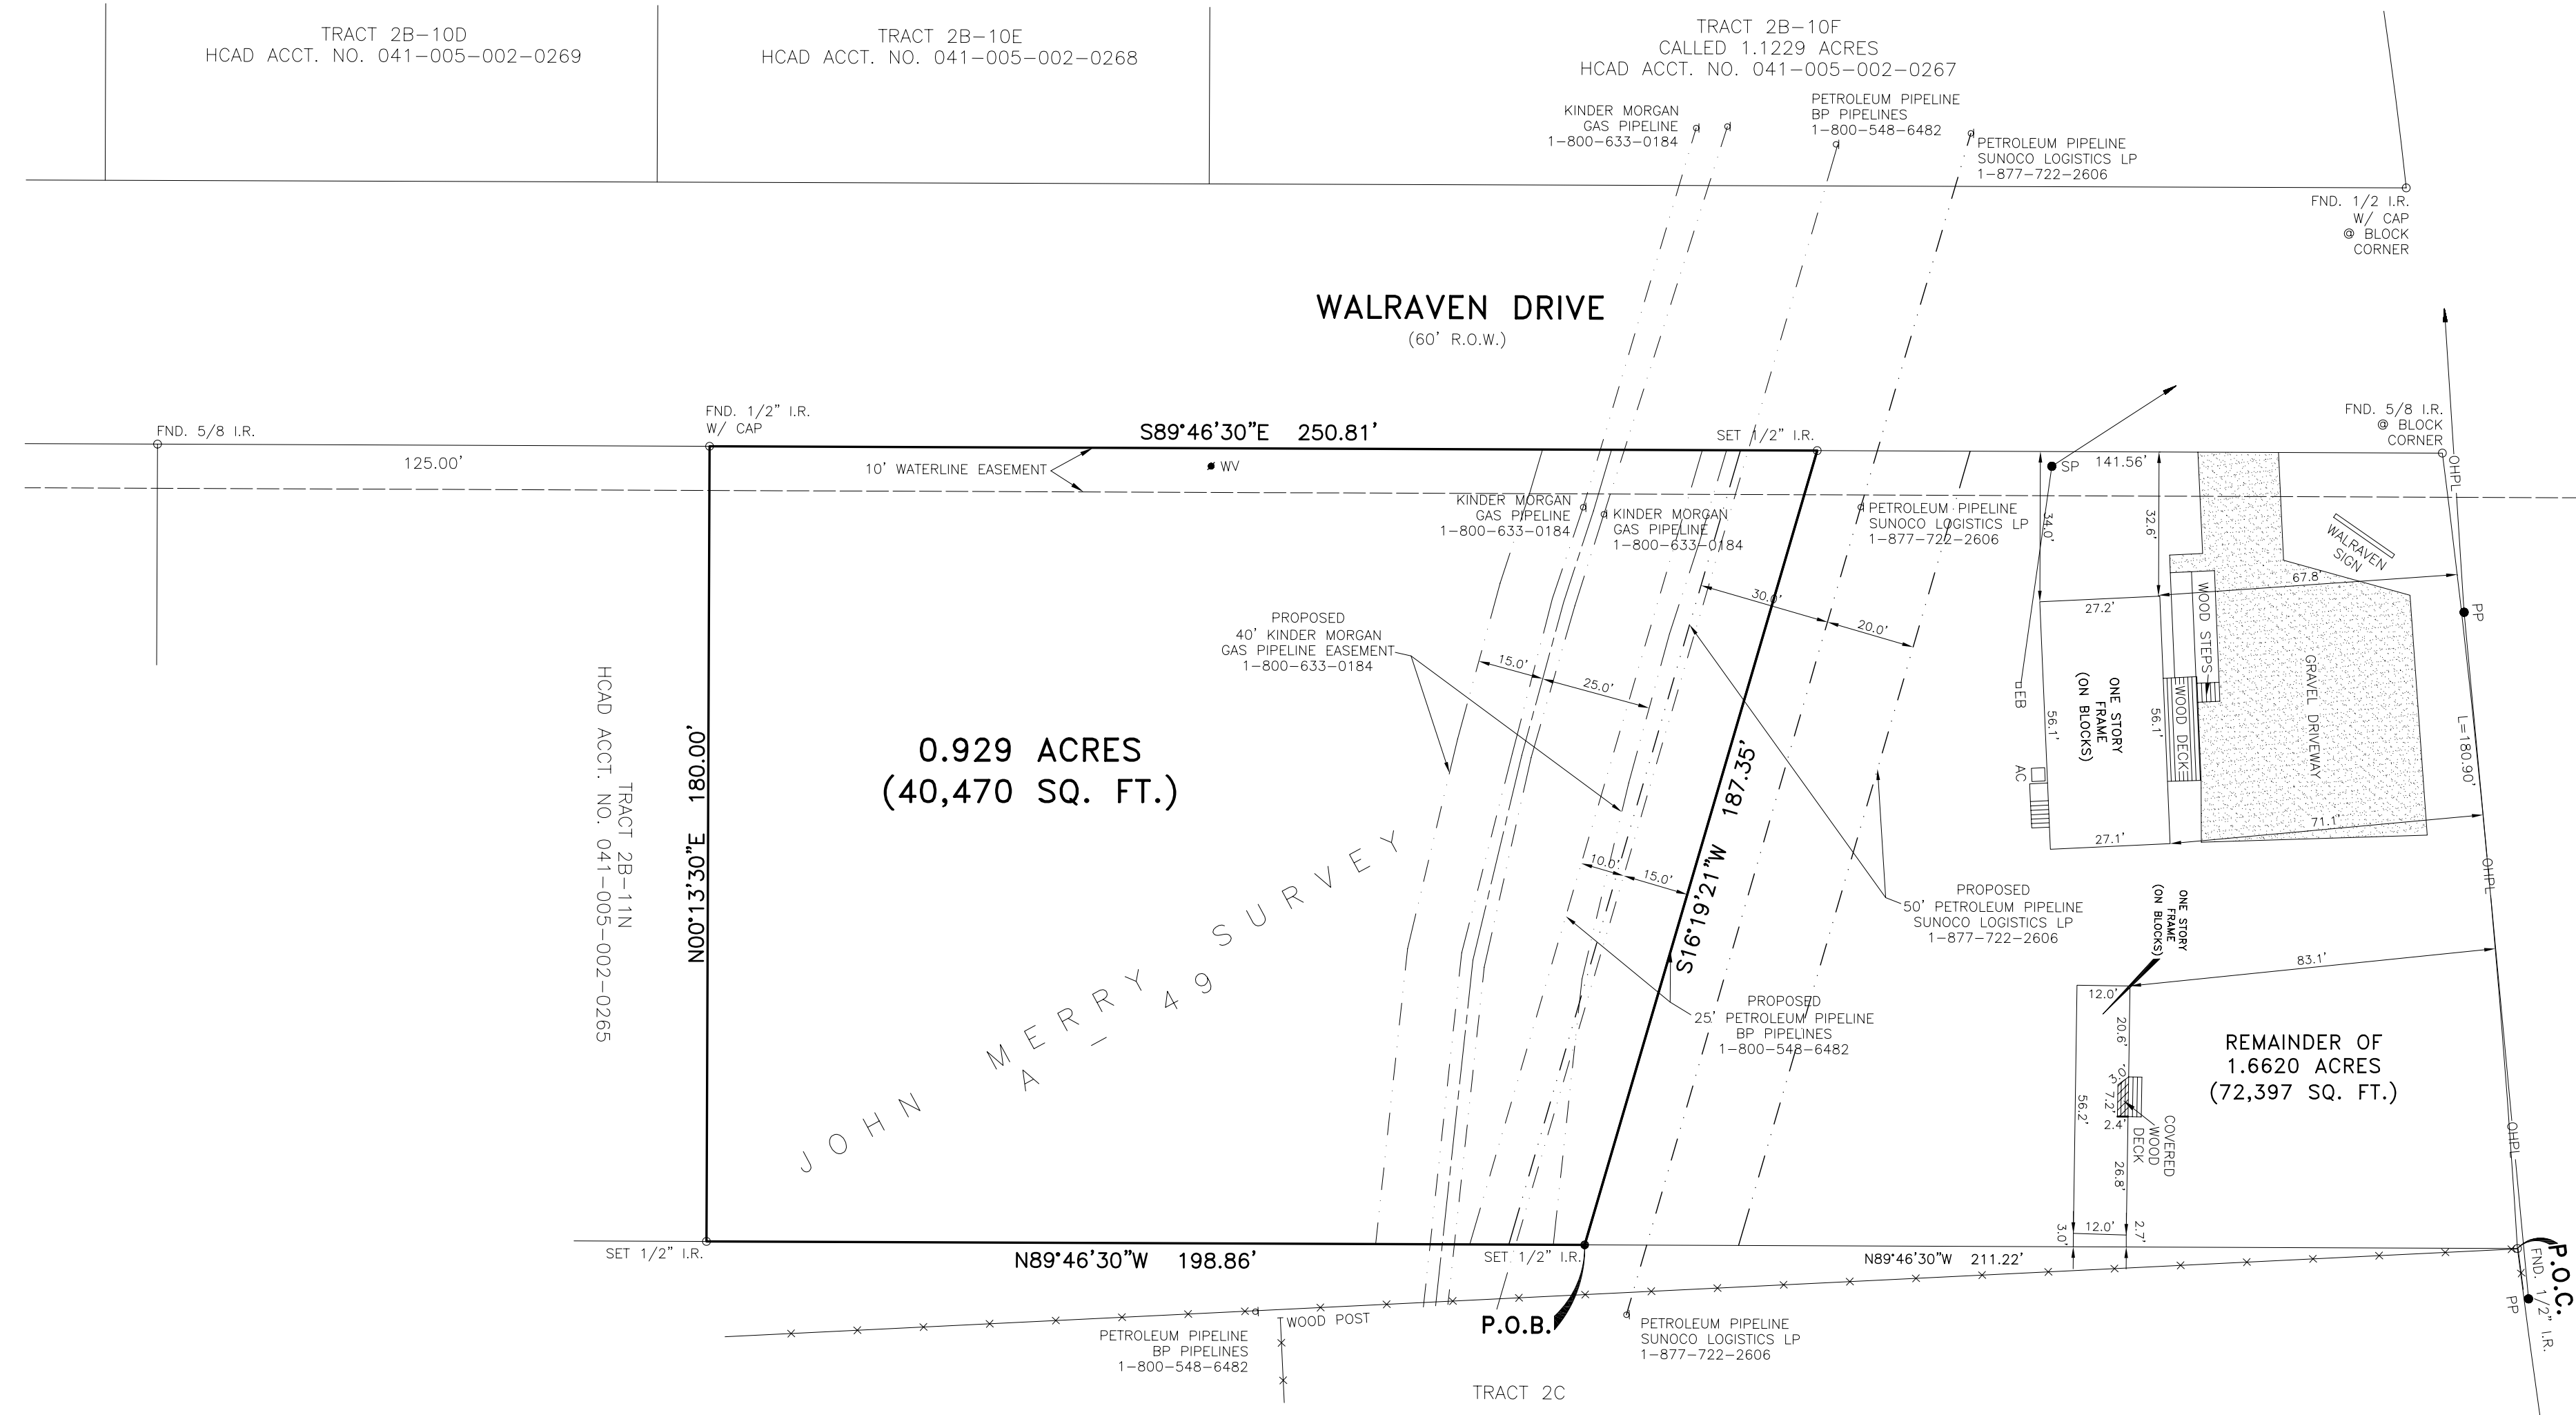 TRACT 2B-10D
HCAD ACCT. NO. 041-005-002-0269
TRACT 2B-10E
HCAD ACCT. NO. 041-005-002-0268
TRACT 2B-10F
CALLED 1.1229 ACRES
HCAD ACCT. NO. 041-005-002-0267
KINDER MORGAN
GAS PIPELINE
1-800-633-0184
PETROLEUM PIPELINE
BP PIPELINES
1-800-548-6482
PETROLEUM PIPELINE
SUNOCO LOGISTICS LP
1-877-722-2606
FND. 1/2 I.R.
W/ CAP
@ BLOCK
CORNER
WALRAVEN DRIVE
(60' R.O.W.)
FND. 5/8 I.R.
125.00'
FND. 1/2" I.R.
W/ CAP
S89°46'30"E 250.81'
SET 1/2" I.R.
FND. 5/8 I.R.
@ BLOCK
CORNER
10' WATERLINE EASEMENT
WV
SP
141.56'
OHPL
KINDER MORGAN
GAS PIPELINE
1-800-633-0184
KINDER MORGAN
GAS PIPELINE
1-800-633-0184
PETROLEUM PIPELINE
SUNOCO LOGISTICS LP
1-877-722-2606
34.0'
32.6'
WALRAVEN
SIGN
67.8'
30.0'
20.0'
27.2'
PP
PROPOSED
40' KINDER MORGAN
GAS PIPELINE EASEMENT
1-800-633-0184
15.0'
25.0'
WOOD STEPS
GRAVEL DRIVEWAY
ONE STORY
FRAME
(ON BLOCKS)
EB
56.1'
56.1'
WOOD DECK
L=180.90'
AC
TRACT 2B-11N
HCAD ACCT. NO. 041-005-002-0265
N00°13'30"E 180.00'
0.929 ACRES
(40,470 SQ. FT.)
S16°19'21"W 187.35'
27.1'
71.1'
10.0'
15.0'
OHPL
JOHN MERRY SURVEY
A - 49
PROPOSED
50' PETROLEUM PIPELINE
SUNOCO LOGISTICS LP
1-877-722-2606
ONE STORY
FRAME
(ON BLOCKS)
83.1'
PROPOSED
25' PETROLEUM PIPELINE
BP PIPELINES
1-800-548-6482
12.0'
20.6'
REMAINDER OF
1.6620 ACRES
(72,397 SQ. FT.)
56.2'
7.2'
2.4'
COVERED
WOOD
DECK
26.8'
OHPL
3.0'
12.0'
2.7'
SET 1/2" I.R.
N89°46'30"W 198.86'
SET 1/2" I.R.
N89°46'30"W 211.22'
P.O.C.
FND. 1/2" I.R.
PP
WOOD POST
P.O.B.
PETROLEUM PIPELINE
BP PIPELINES
1-800-548-6482
PETROLEUM PIPELINE
SUNOCO LOGISTICS LP
1-877-722-2606
TRACT 2C